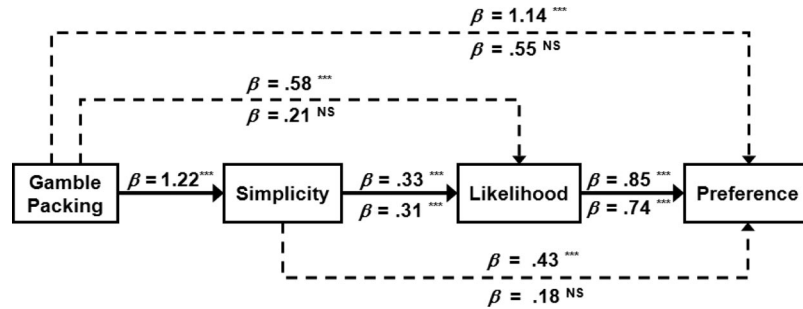 β = 1.14 ***
β = .55 NS
β = .58 ***
β = .21 NS
Gamble
Packing
β = 1.22***
Simplicity
β = .33 ***
β = .31 ***
Likelihood
β = .85 ***
β = .74 ***
Preference
β = .43 ***
β = .18 NS